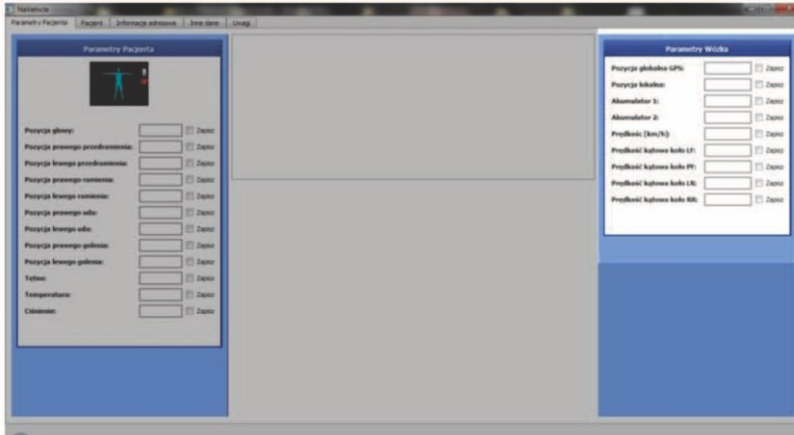 NaVehicle
Parametry Pacjenta Pacjent Informacje adresowe Inne dane Uwagi
Parametry Pacjenta
Pozycja głowy: Zapisz
Pozycja prawego przedramienia: Zapisz
Pozycja lewego przedramienia: Zapisz
Pozycja prawego ramienia: Zapisz
Pozycja lewego ramienia: Zapisz
Pozycja prawego uda: Zapisz
Pozycja lewego uda: Zapisz
Pozycja prawego golenia: Zapisz
Pozycja lewego golenia: Zapisz
Tętno: Zapisz
Temperatura: Zapisz
Ciśnienie: Zapisz
Parametry Wózka
Pozycja globalna GPS: Zapisz
Pozycja lokalna: Zapisz
Akumulator 1: Zapisz
Akumulator 2: Zapisz
Prędkość [km/h]: Zapisz
Prędkość kątowa koło LF: Zapisz
Prędkość kątowa koło PF: Zapisz
Prędkość kątowa koło LR: Zapisz
Prędkość kątowa koło RR: Zapisz